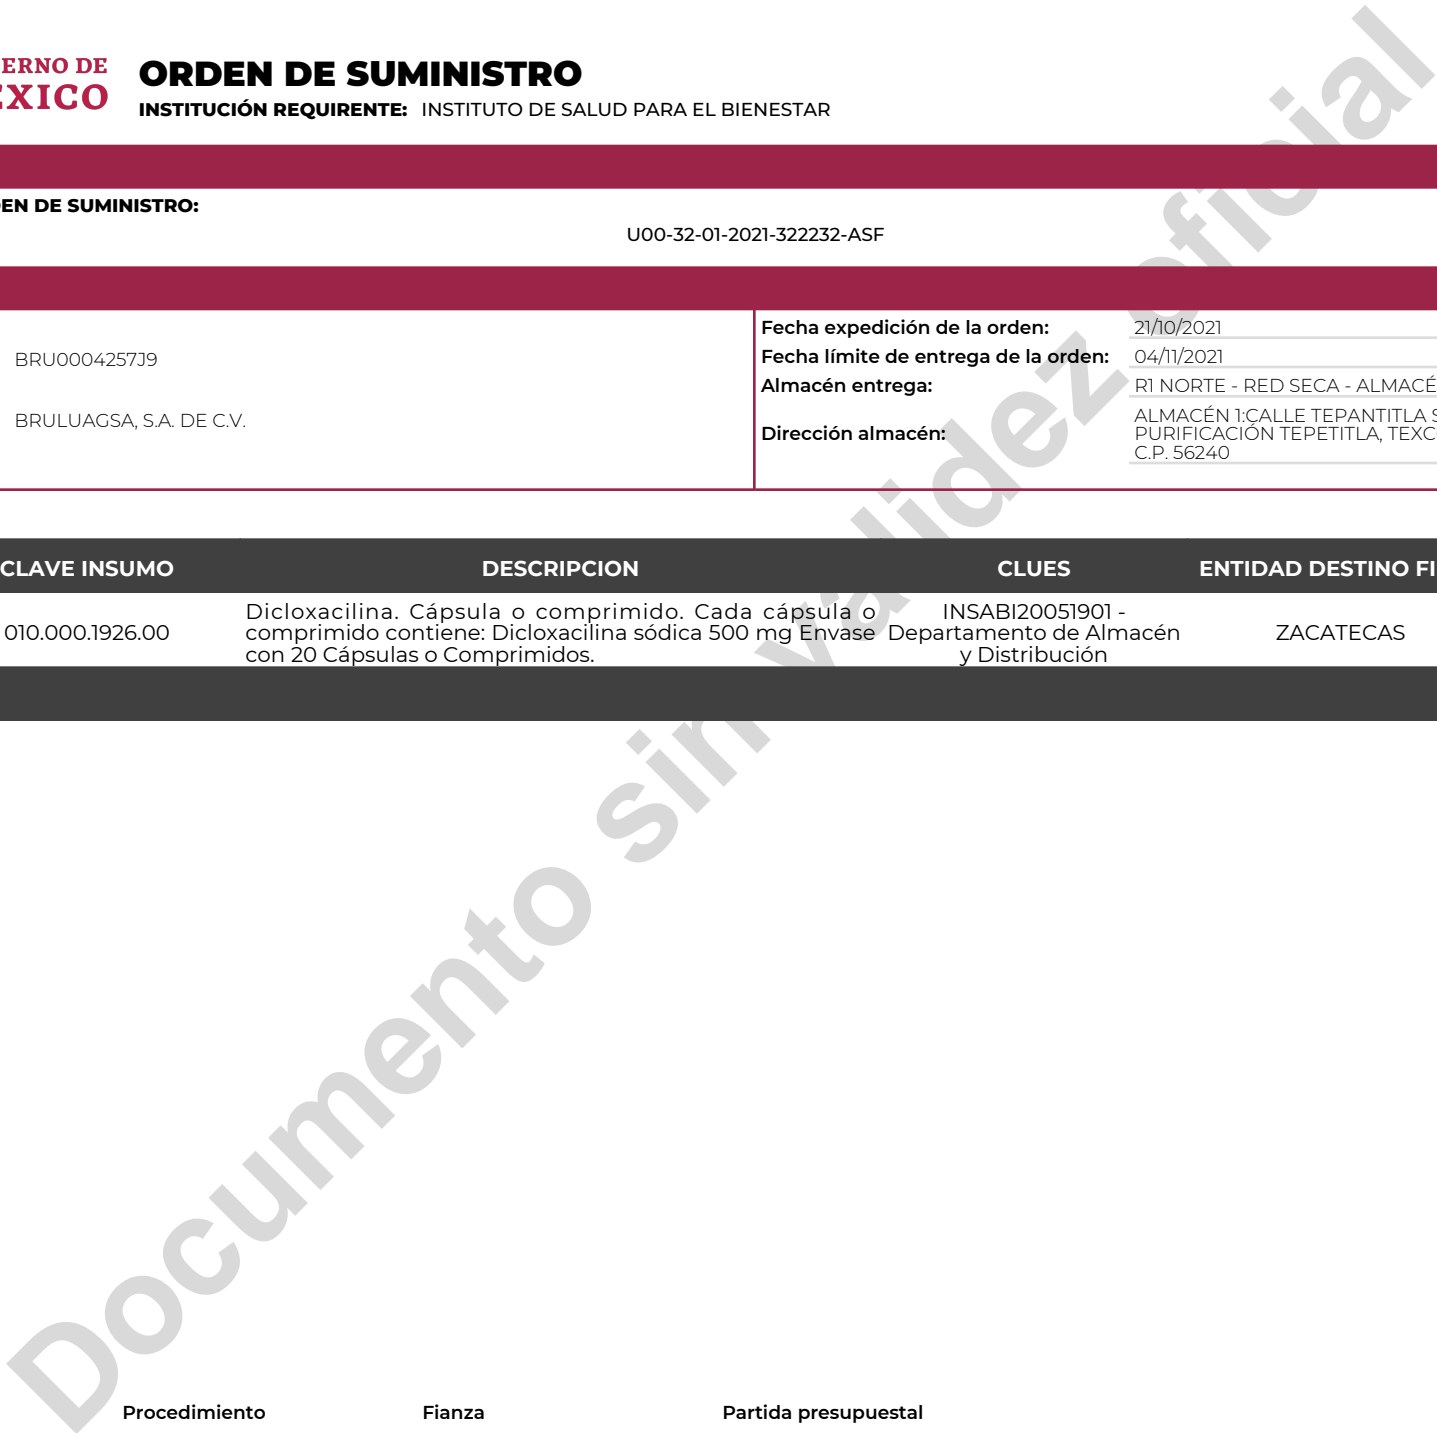 ERNO DE
ÉXICO
ORDEN DE SUMINISTRO
INSTITUCIÓN REQUIRENTE: INSTITUTO DE SALUD PARA EL BIENESTAR
EN DE SUMINISTRO:
U00-32-01-2021-322232-ASF
BRU0004257J9
BRULUAGSA, S.A. DE C.V.
Fecha expedición de la orden: 21/10/2021
Fecha límite de entrega de la orden: 04/11/2021
Almacén entrega: R1 NORTE - RED SECA - ALMACÉ
Dirección almacén: ALMACÉN 1:CALLE TEPANTITLA S
PURIFICACIÓN TEPETITLA, TEXC
C.P. 56240
CLAVE INSUMO DESCRIPCION CLUES ENTIDAD DESTINO FI
010.000.1926.00
Dicloxacilina. Cápsula o comprimido. Cada cápsula o
comprimido contiene: Dicloxacilina sódica 500 mg Envase
con 20 Cápsulas o Comprimidos.
INSABI20051901 -
Departamento de Almacén
y Distribución
ZACATECAS
Documento sin validez oficial
Procedimiento Fianza Partida presupuestal